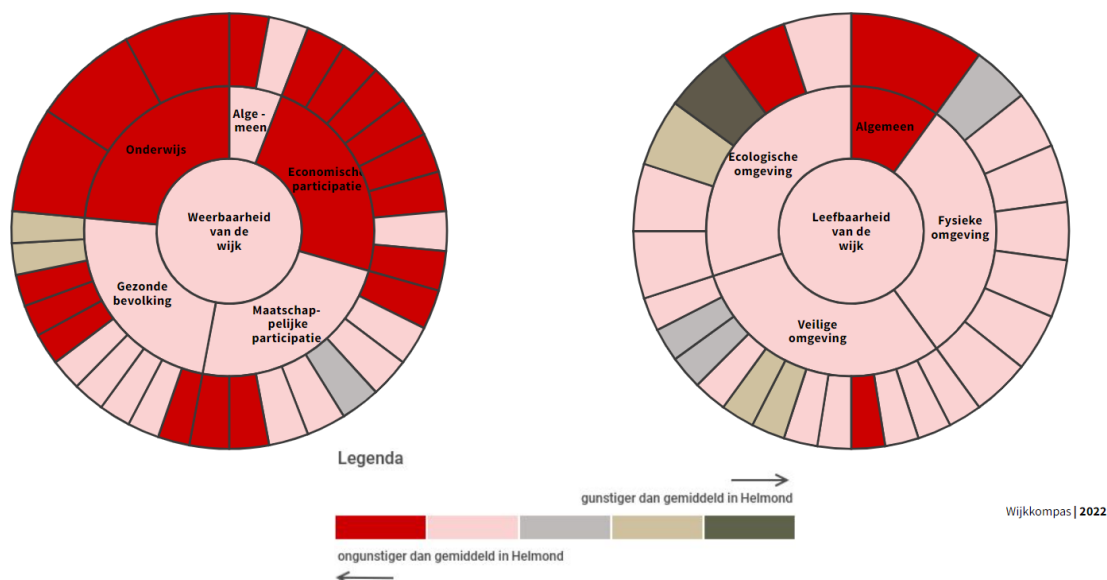 Alge -
meen
Onderwijs
Economische
participatie
Weerbaarheid
van de
wijk
Gezonde
bevolking
Maatschap-
pelijke
participatie
Algemeen
Ecologische
omgeving
Leefbaarheid
van de
wijk
Fysieke
omgeving
Veilige
omgeving
Legenda
gunstiger dan gemiddeld in Helmond
ongunstiger dan gemiddeld in Helmond
Wijkkompas | 2022